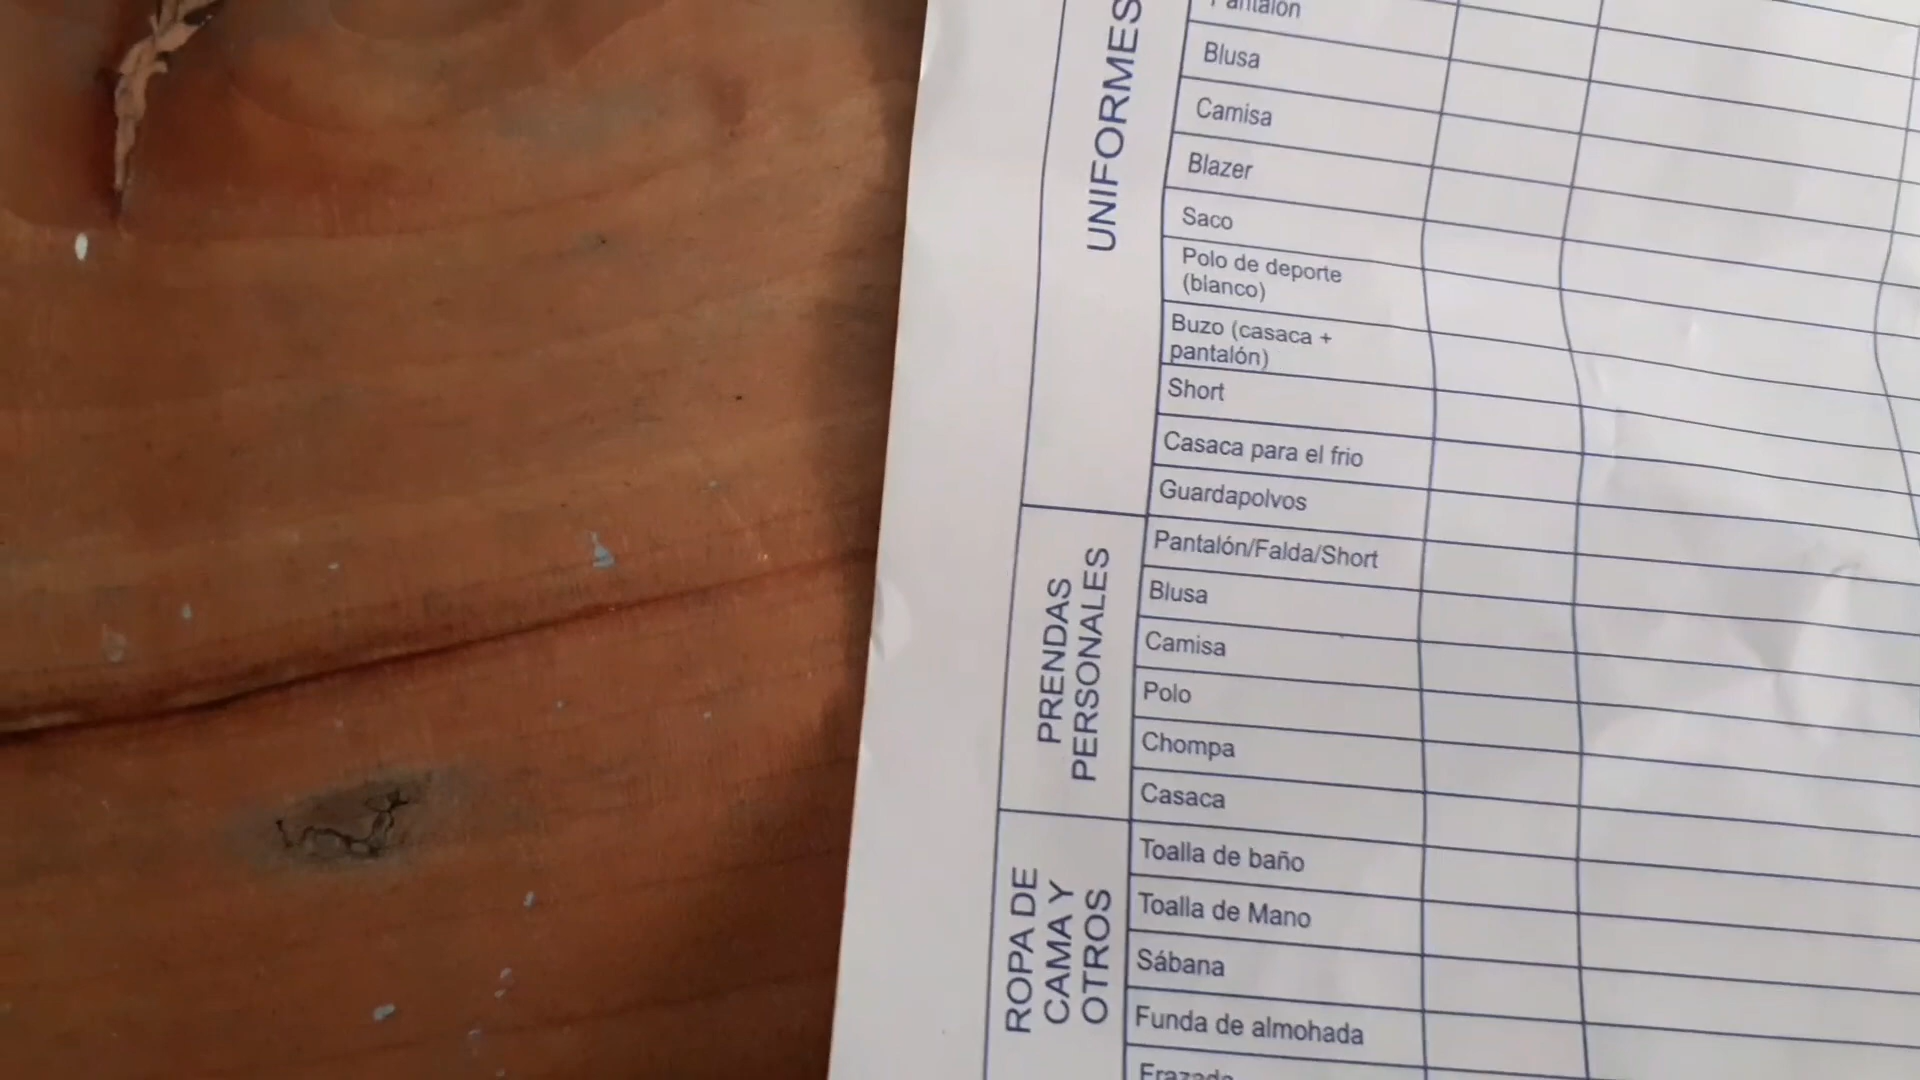 UNIFORMES
Pantalón
Blusa
Camisa
Blazer
Saco
Polo de deporte
(blanco)
Buzo (casaca +
pantalón)
Short
Casaca para el frio
Guardapolvos
PRENDAS
PERSONALES
Pantalón/Falda/Short
Blusa
Camisa
Polo
Chompa
Casaca
ROPA DE
CAMA Y
OTROS
Toalla de baño
Toalla de Mano
Sábana
Funda de almohada